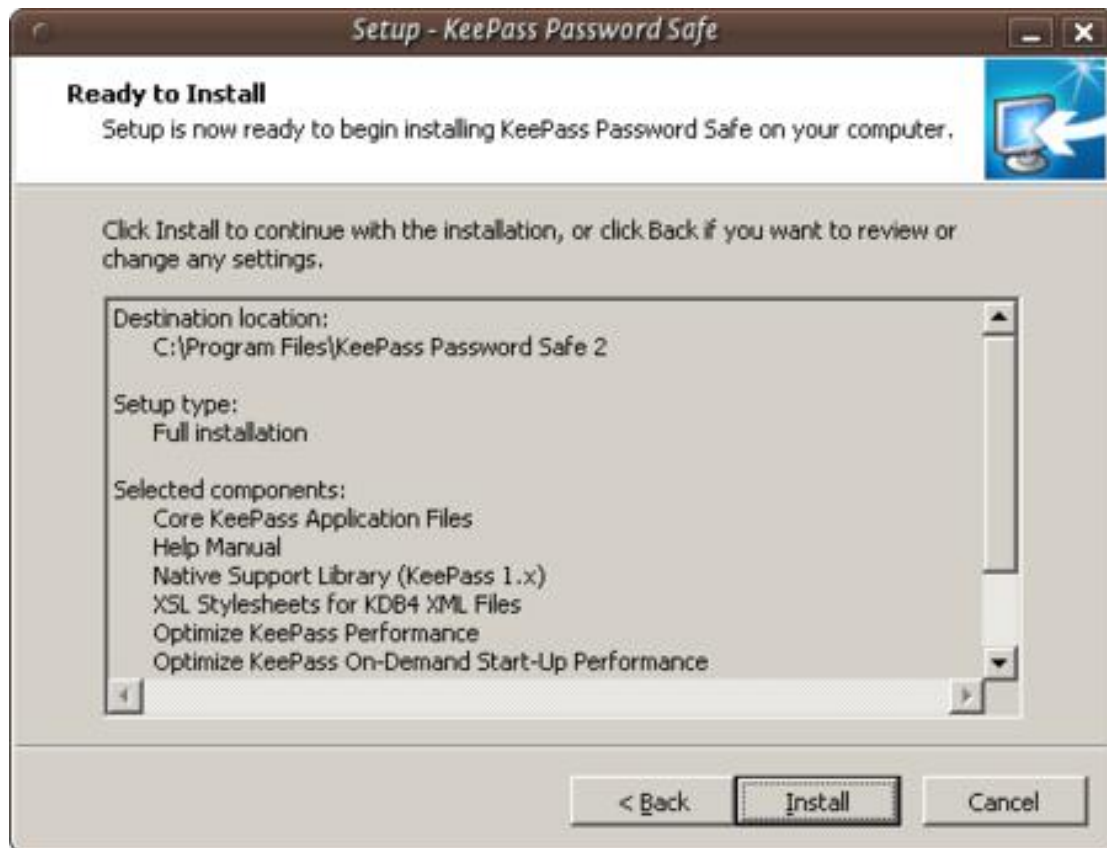 Setup - KeePass Password Safe
Ready to Install
Setup is now ready to begin installing KeePass Password Safe on your computer.
Click Install to continue with the installation, or click Back if you want to review or
change any settings.
Destination location:
C:\Program Files\KeePass Password Safe 2
Setup type:
Full installation
Selected components:
Core KeePass Application Files
Help Manual
Native Support Library (KeePass 1.x)
XSL Stylesheets for KDB4 XML Files
Optimize KeePass Performance
Optimize KeePass On-Demand Start-Up Performance
< Back
Install
Cancel